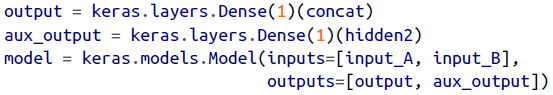 output = keras.layers.Dense(1)(concat)
aux_output = keras.layers.Dense(1)(hidden2)
model = keras.models.Model(inputs=[input_A, input_B],
                           outputs=[output, aux_output])